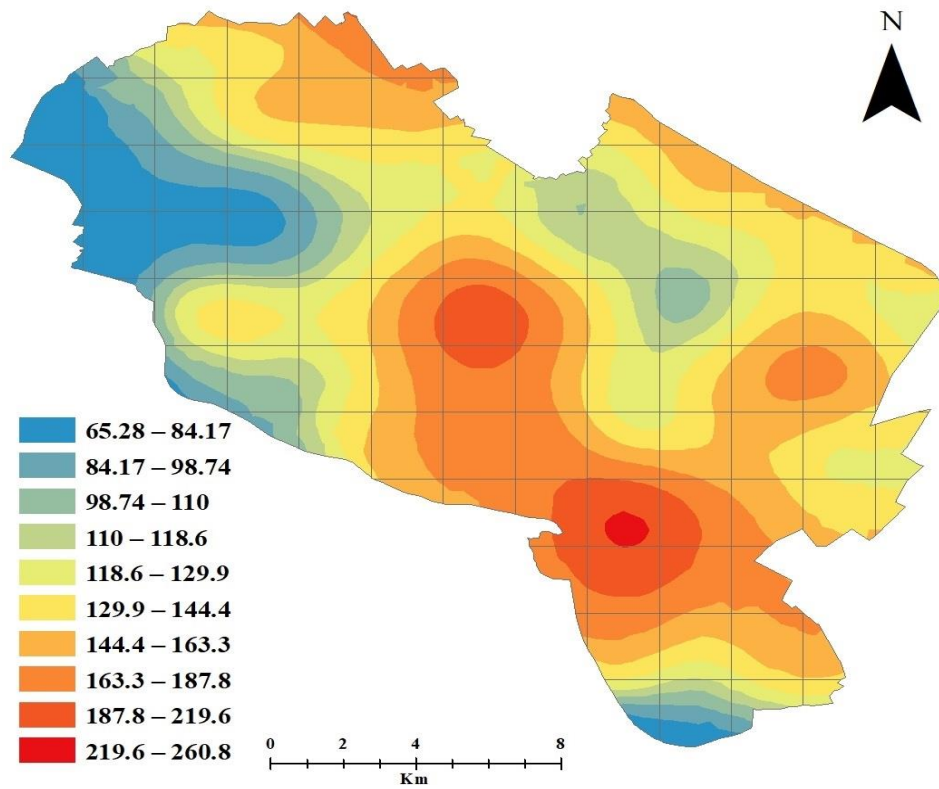 N
65.28 – 84.17
84.17 – 98.74
98.74 – 110
110 – 118.6
118.6 – 129.9
129.9 – 144.4
144.4 – 163.3
163.3 – 187.8
187.8 – 219.6
219.6 – 260.8
0 2 4 8
Km